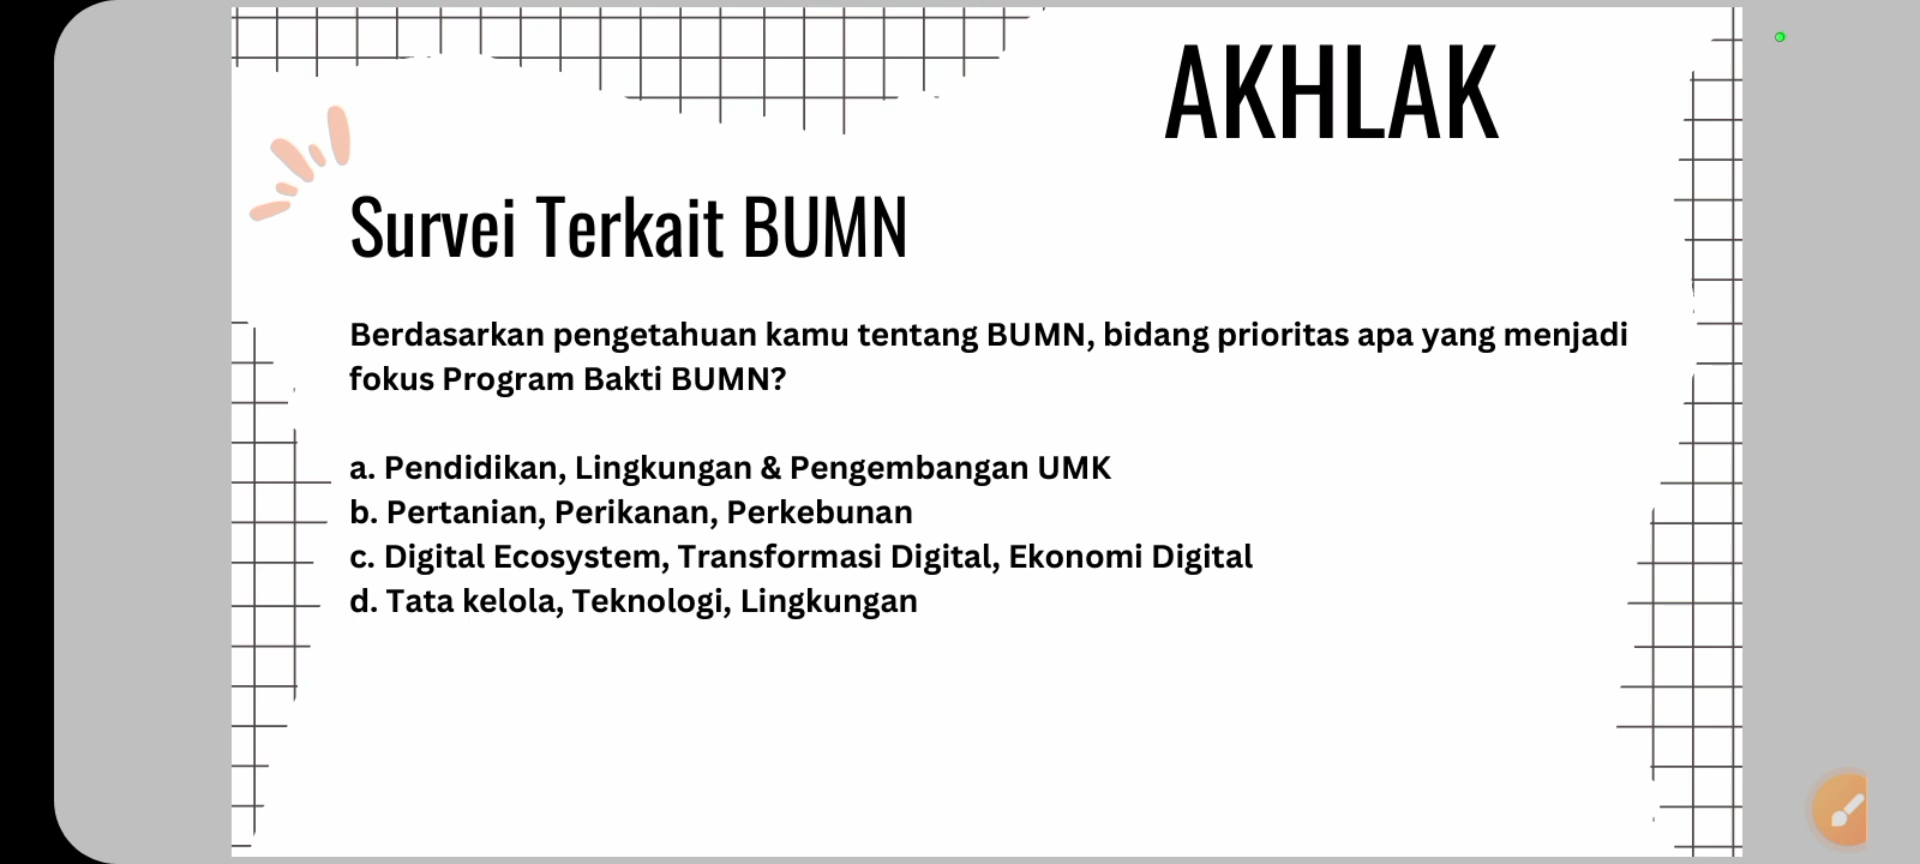 AKHLAK
Survei Terkait BUMN
Berdasarkan pengetahuan kamu tentang BUMN, bidang prioritas apa yang menjadi
fokus Program Bakti BUMN?
a. Pendidikan, Lingkungan & Pengembangan UMK
b. Pertanian, Perikanan, Perkebunan
c. Digital Ecosystem, Transformasi Digital, Ekonomi Digital
d. Tata kelola, Teknologi, Lingkungan